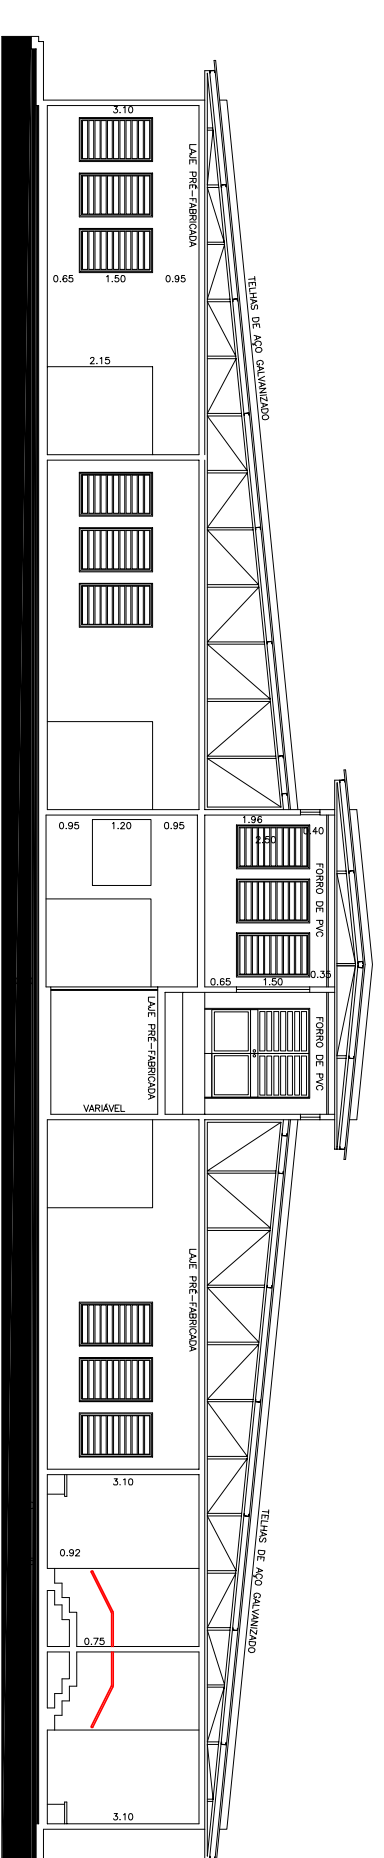 3.10
LAJE PRÉ-FABRICADA
0.65 1.50 0.95
TELHAS DE AÇO GALVANIZADO
2.15
0.95 1.20 0.95
1.96
0.40
2.50
FORRO DE PVC
0.35
0.65 1.50
LAJE PRÉ-FABRICADA
FORRO DE PVC
VARIÁVEL
LAJE PRÉ-FABRICADA
3.10
TELHAS DE AÇO GALVANIZADO
0.92
0.75
3.10